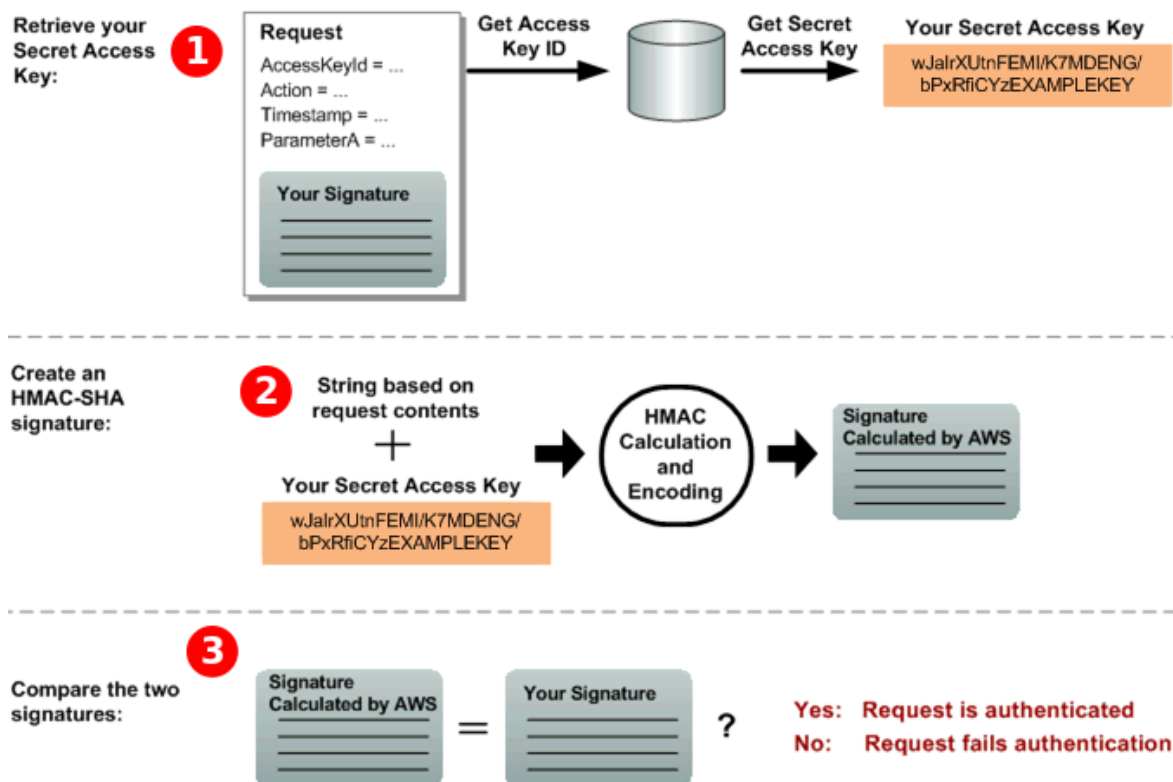 Retrieve your
Secret Access
Key:
1
Request
AccessKeyId = ...
Action = ...
Timestamp = ...
ParameterA = ...
Your Signature
Get Access
Key ID
Get Secret
Access Key
Your Secret Access Key
wJalrXUtnFEMI/K7MDENG/
bPxRfiCYzEXAMPLEKEY
Create an
HMAC-SHA
signature:
2
String based on
request contents
+
Your Secret Access Key
wJalrXUtnFEMI/K7MDENG/
bPxRfiCYzEXAMPLEKEY
HMAC
Calculation
and
Encoding
Signature
Calculated by AWS
3
Compare the two
signatures:
Signature
Calculated by AWS
=
Your Signature
?
Yes: Request is authenticated
No: Request fails authentication